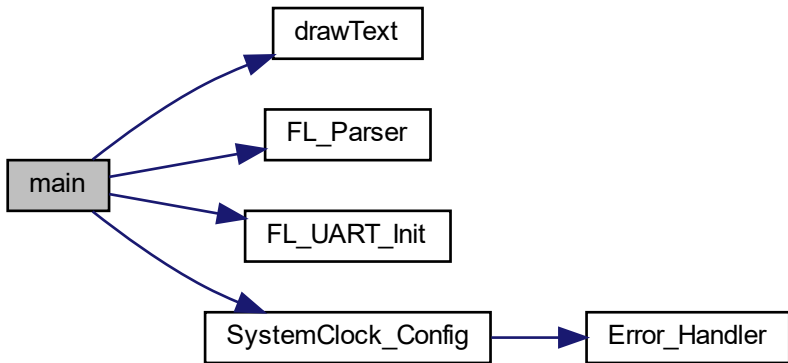 drawText
FL_Parser
main
FL_UART_Init
SystemClock_Config
Error_Handler